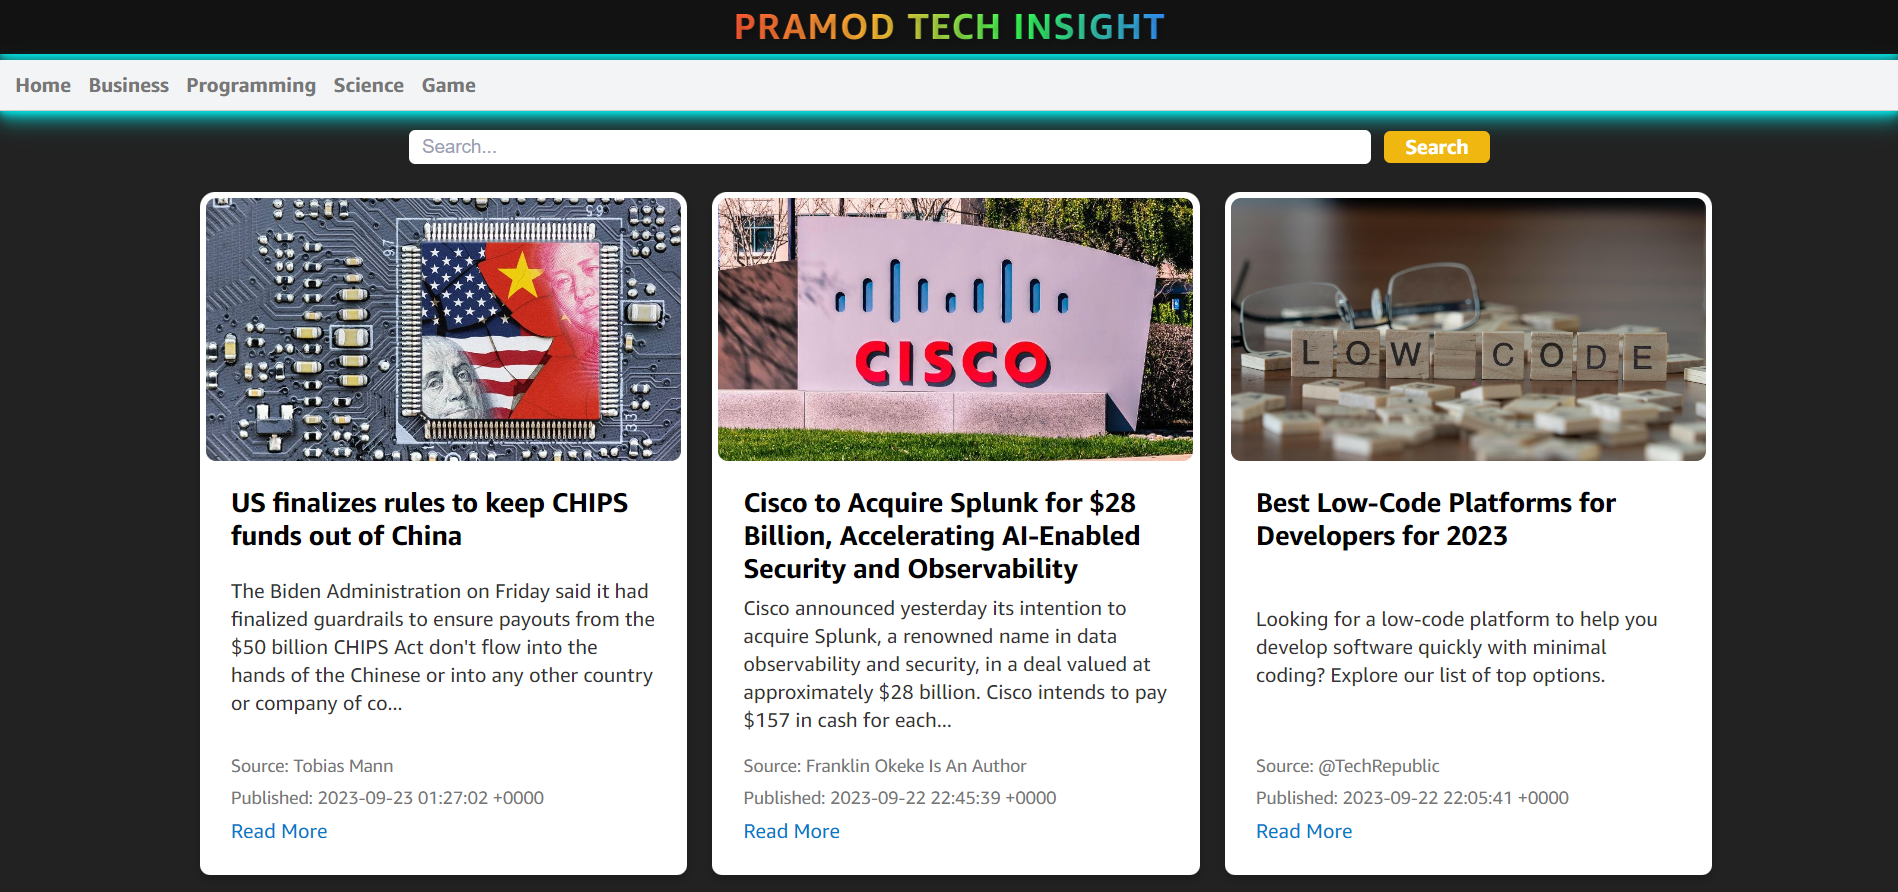 PRAMOD TECH INSIGHT
Home Business Programming Science Game
Search...
Search
65
97
33
US finalizes rules to keep CHIPS
funds out of China
The Biden Administration on Friday said it had
finalized guardrails to ensure payouts from the
$50 billion CHIPS Act don't flow into the
hands of the Chinese or into any other country
or company of co...
Source: Tobias Mann
Published: 2023-09-23 01:27:02 +0000
Read More
CISCO
Cisco to Acquire Splunk for $28
Billion, Accelerating AI-Enabled
Security and Observability
Cisco announced yesterday its intention to
acquire Splunk, a renowned name in data
observability and security, in a deal valued at
approximately $28 billion. Cisco intends to pay
$157 in cash for each...
Source: Franklin Okeke Is An Author
Published: 2023-09-22 22:45:39 +0000
Read More
LOW CODE
Best Low-Code Platforms for
Developers for 2023
Looking for a low-code platform to help you
develop software quickly with minimal
coding? Explore our list of top options.
Source: @TechRepublic
Published: 2023-09-22 22:05:41 +0000
Read More